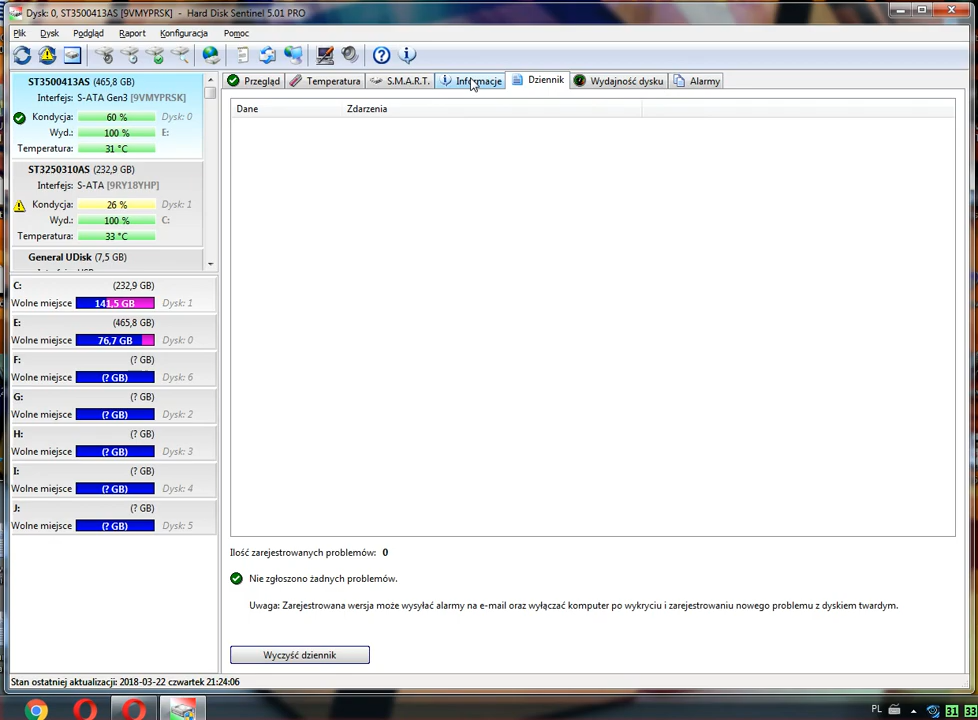 Dysk: 0, ST3500413AS [9VMYPRSK] - Hard Disk Sentinel 5.01 PRO
Plik Dysk Podgląd Raport Konfiguracja Pomoc
ST3500413AS (465,8 GB)
Interfejs: S-ATA Gen3 [9VMYPRSK]
Kondycja: 60 % Dysk: 0
Wyd.: 100 % E:
Temperatura: 31 °C
ST3250310AS (232,9 GB)
Interfejs: S-ATA [9RY18YHP]
Kondycja: 26 % Dysk: 1
Wyd.: 100 % C:
Temperatura: 33 °C
General UDisk (7,5 GB)
C: (232,9 GB)
Wolne miejsce 141,5 GB Dysk: 1
E: (465,8 GB)
Wolne miejsce 76,7 GB Dysk: 0
F: (? GB)
Wolne miejsce (? GB) Dysk: 6
G: (? GB)
Wolne miejsce (? GB) Dysk: 2
H: (? GB)
Wolne miejsce (? GB) Dysk: 3
I: (? GB)
Wolne miejsce (? GB) Dysk: 4
J: (? GB)
Wolne miejsce (? GB) Dysk: 5
Przegląd Temperatura S.M.A.R.T. Informacje Dziennik Wydajność dysku Alarmy
Dane Zdarzenia
Ilość zarejestrowanych problemów: 0
Nie zgłoszono żadnych problemów.
Uwaga: Zarejestrowana wersja może wysyłać alarmy na e-mail oraz wyłączać komputer po wykryciu i zarejestrowaniu nowego problemu z dyskiem twardym.
Wyczyść dziennik
Stan ostatniej aktualizacji: 2018-03-22 czwartek 21:24:06
PL 31 33